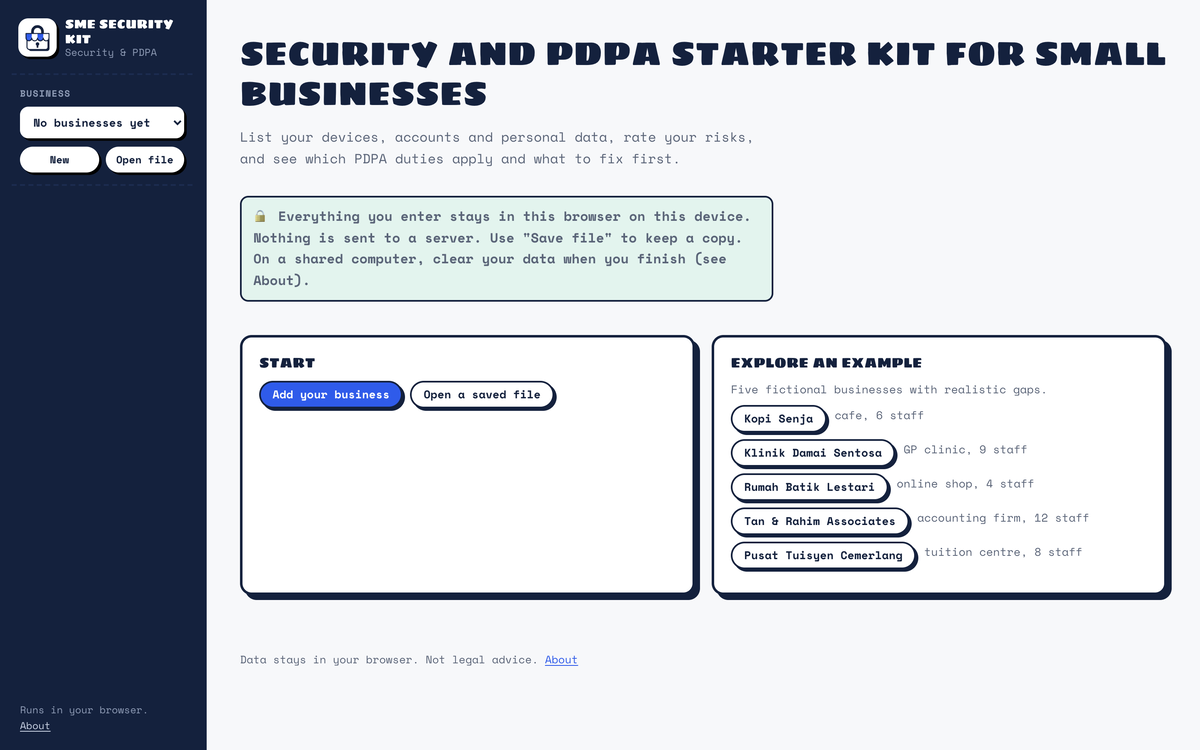 SME SECURITY
KIT
Security & PDPA
BUSINESS
No businesses yet
New
Open file
Runs in your browser.
About
SECURITY AND PDPA STARTER KIT FOR SMALL
BUSINESSES
List your devices, accounts and personal data, rate your risks,
and see which PDPA duties apply and what to fix first.
Everything you enter stays in this browser on this device.
Nothing is sent to a server. Use "Save file" to keep a copy.
On a shared computer, clear your data when you finish (see
About).
START
Add your business
Open a saved file
EXPLORE AN EXAMPLE
Five fictional businesses with realistic gaps.
Kopi Senja cafe, 6 staff
Klinik Damai Sentosa GP clinic, 9 staff
Rumah Batik Lestari online shop, 4 staff
Tan & Rahim Associates accounting firm, 12 staff
Pusat Tuisyen Cemerlang tuition centre, 8 staff
Data stays in your browser. Not legal advice. About